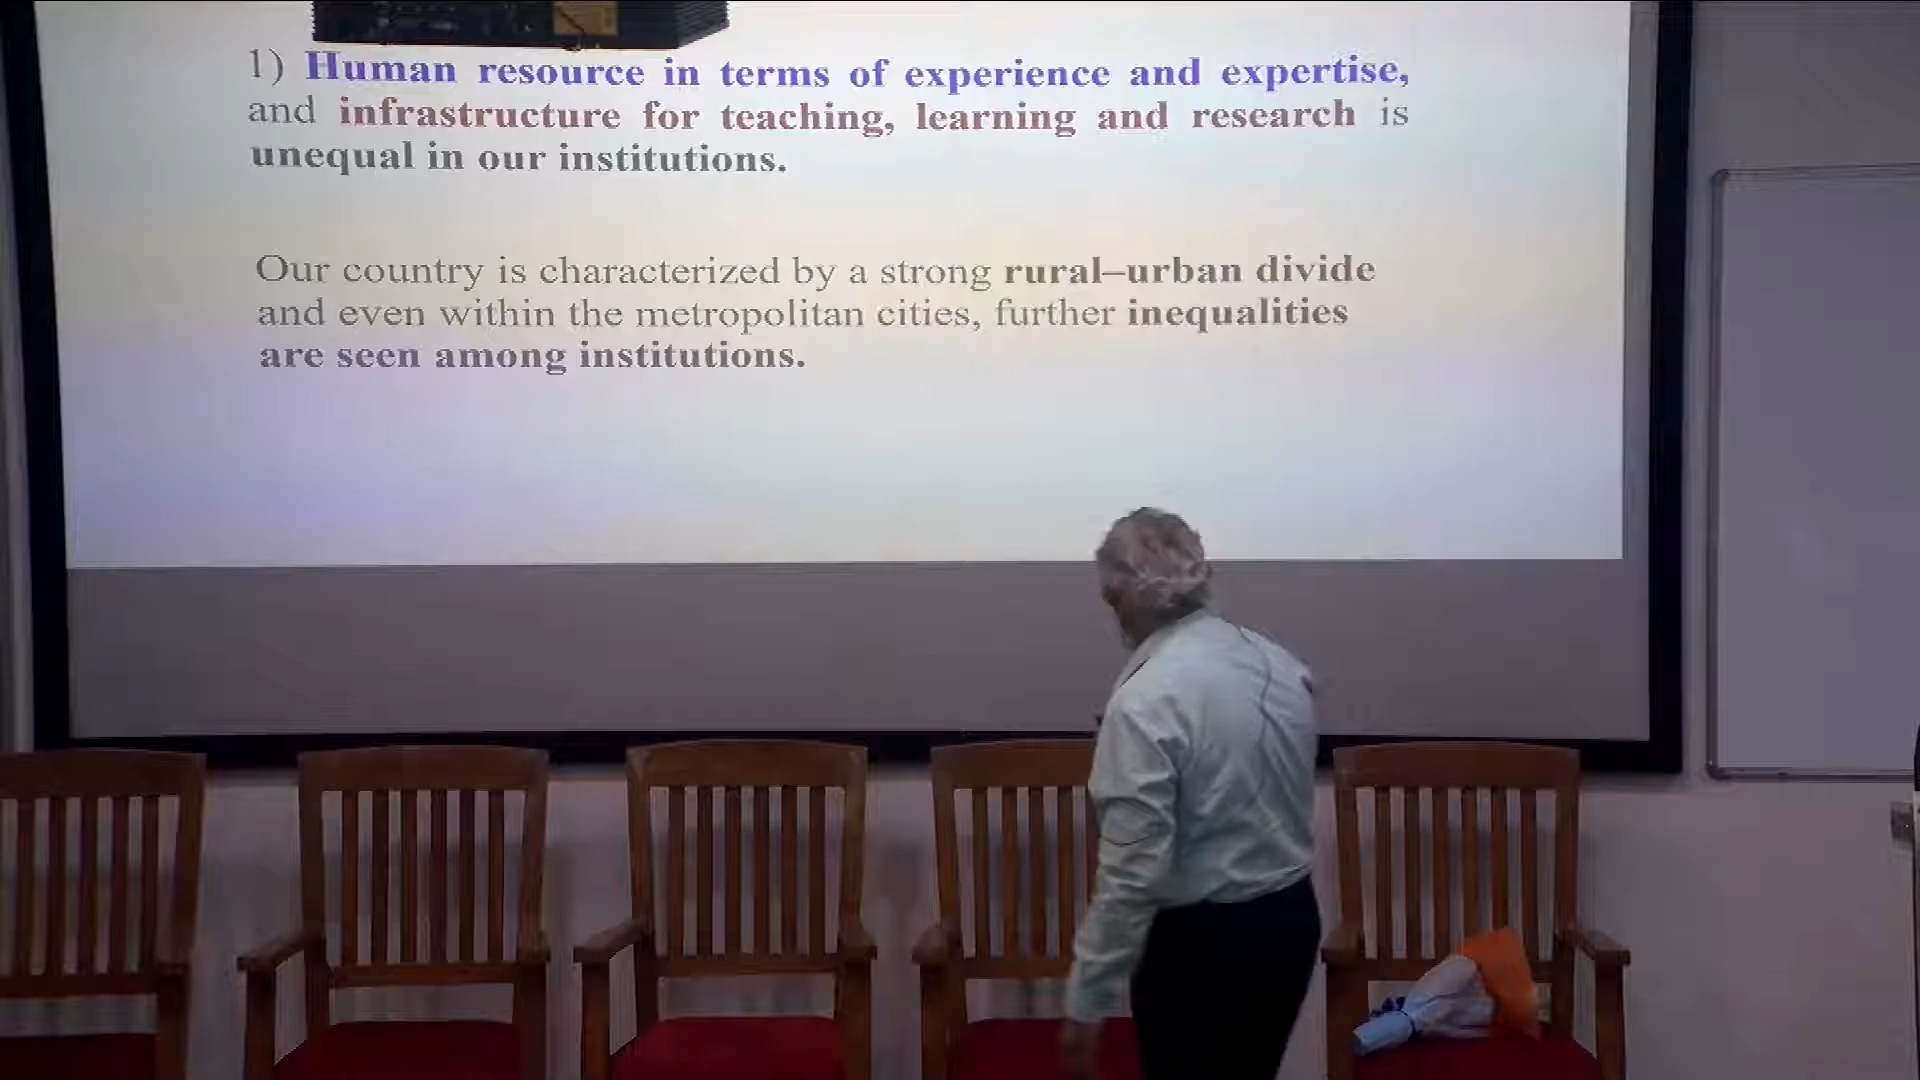 1) Human resource in terms of experience and expertise,
and infrastructure for teaching, learning and research is
unequal in our institutions.
Our country is characterized by a strong rural–urban divide
and even within the metropolitan cities, further inequalities
are seen among institutions.